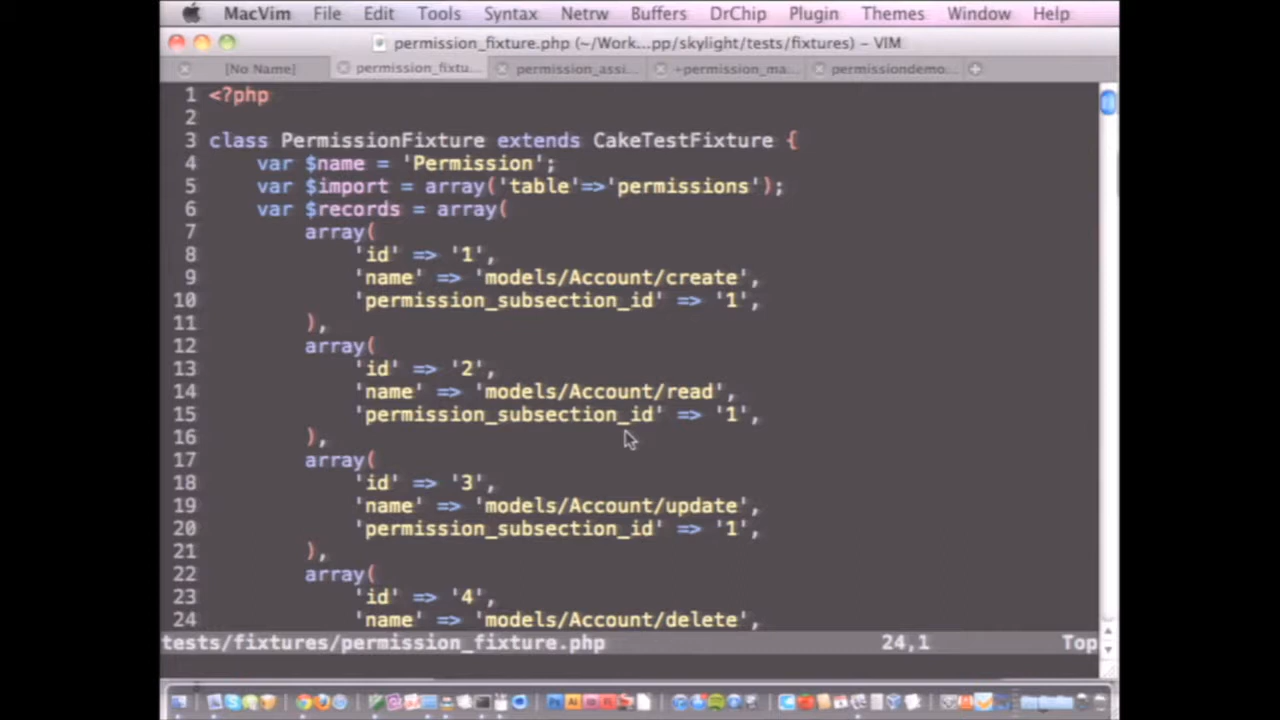 MacVim File Edit Tools Syntax Netrw Buffers DrChip Plugin Themes Window Help
permission_fixture.php (~/Work...pp/skylight/tests/fixtures) – VIM
[No Name] permission_fixtu... permission_assi... +permission_ma... permissiondemo...
1 <?php
2
3 class PermissionFixture extends CakeTestFixture {
4 var $name = 'Permission';
5 var $import = array('table'=>'permissions');
6 var $records = array(
7 array(
8 'id' => '1',
9 'name' => 'models/Account/create',
10 'permission_subsection_id' => '1',
11 ),
12 array(
13 'id' => '2',
14 'name' => 'models/Account/read',
15 'permission_subsection_id' => '1',
16 ),
17 array(
18 'id' => '3',
19 'name' => 'models/Account/update',
20 'permission_subsection_id' => '1',
21 ),
22 array(
23 'id' => '4',
24 'name' => 'models/Account/delete',
tests/fixtures/permission_fixture.php 24,1 Top